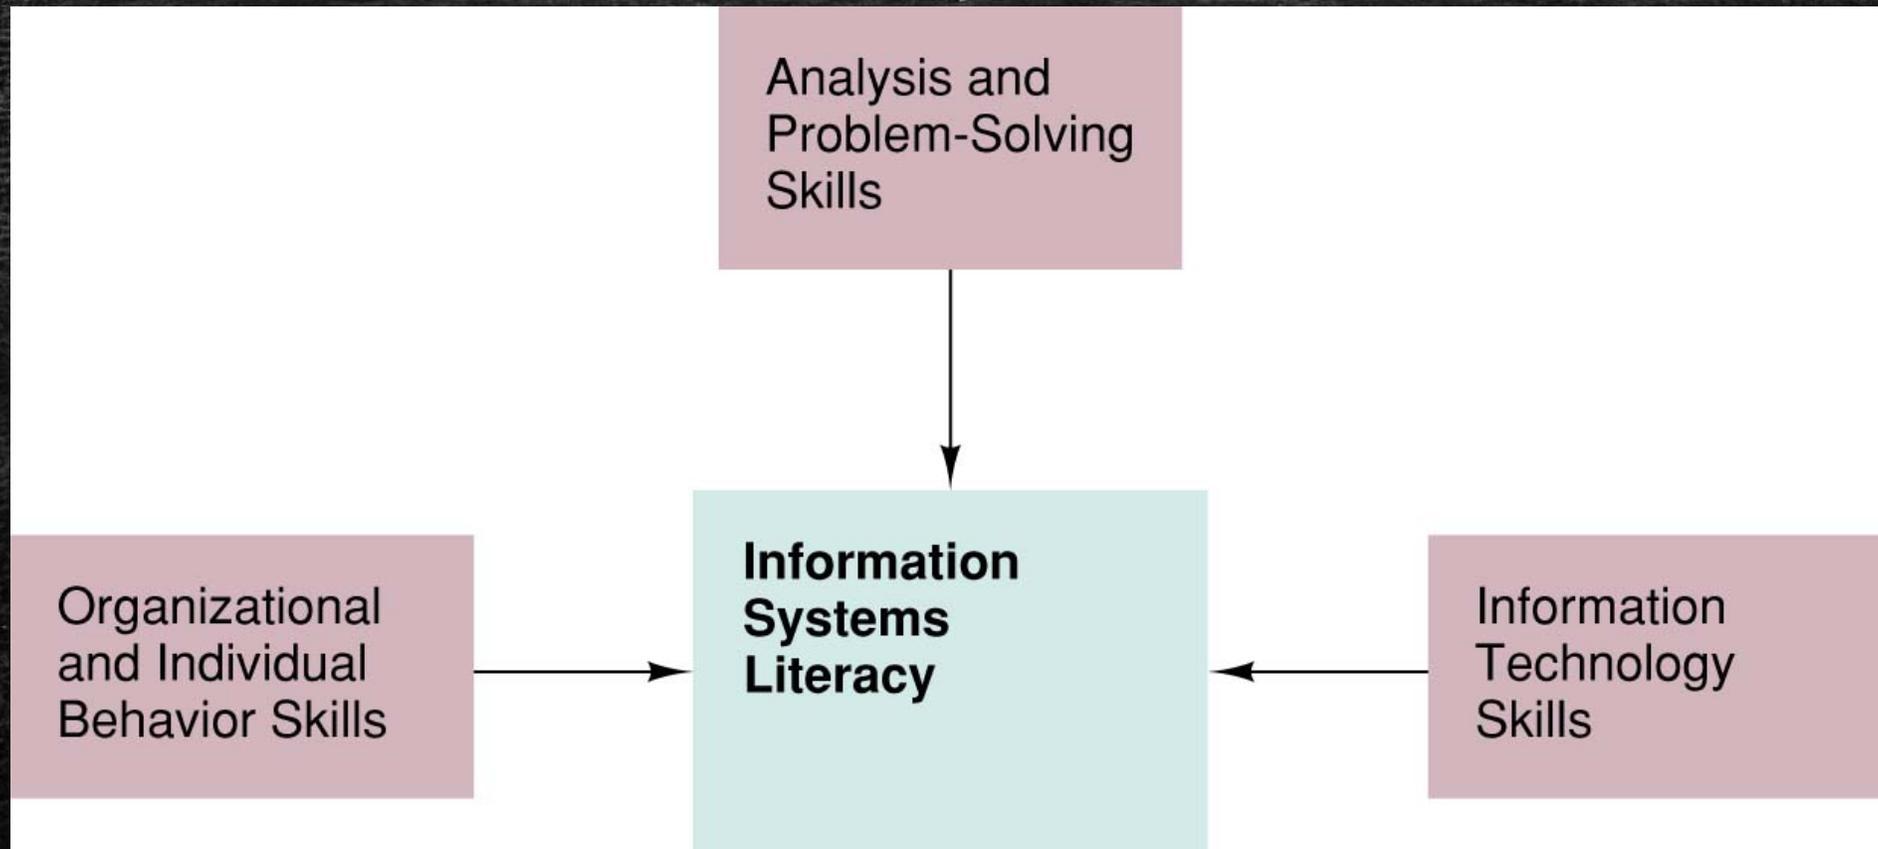 Analysis and
Problem-Solving
Skills
Information
Systems
Literacy
Organizational
and Individual
Behavior Skills
Information
Technology
Skills